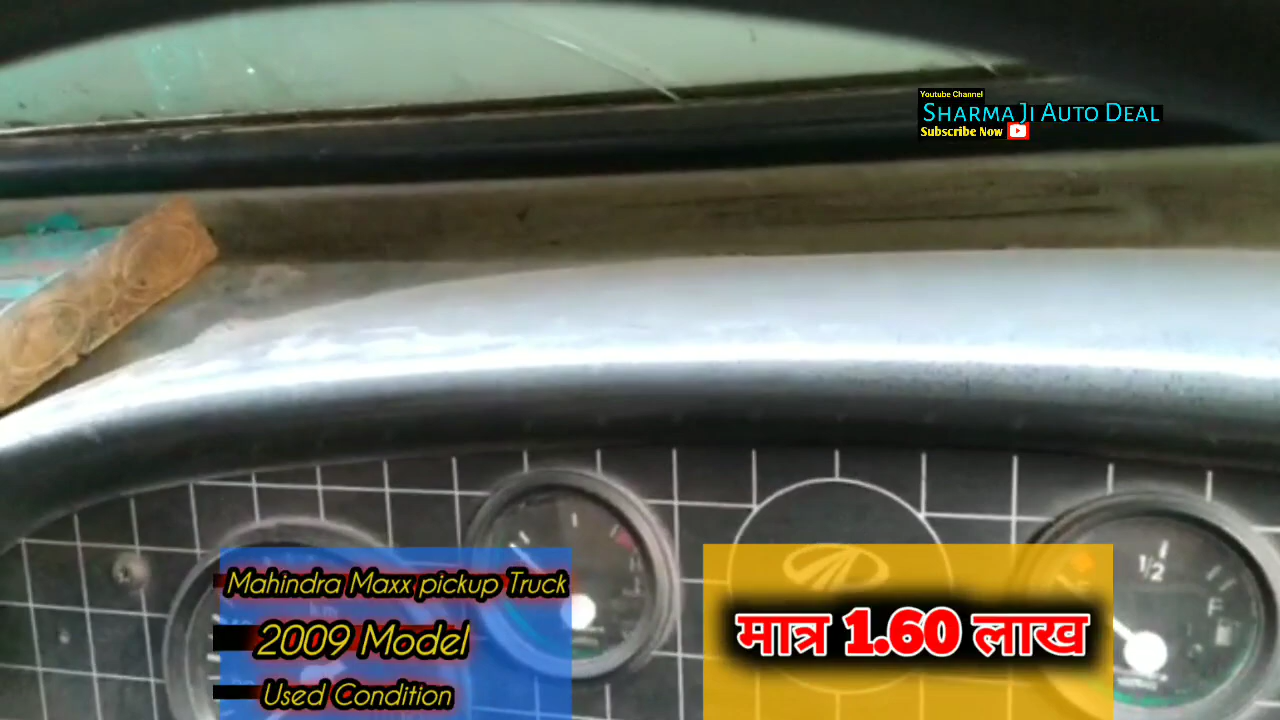 Youtube Channel
SHARMA JI AUTO DEAL
Subscribe Now
1/2
F
Mahindra Maxx pickup Truck
2009 Model
Used Condition
मात्र 1.60 लाख